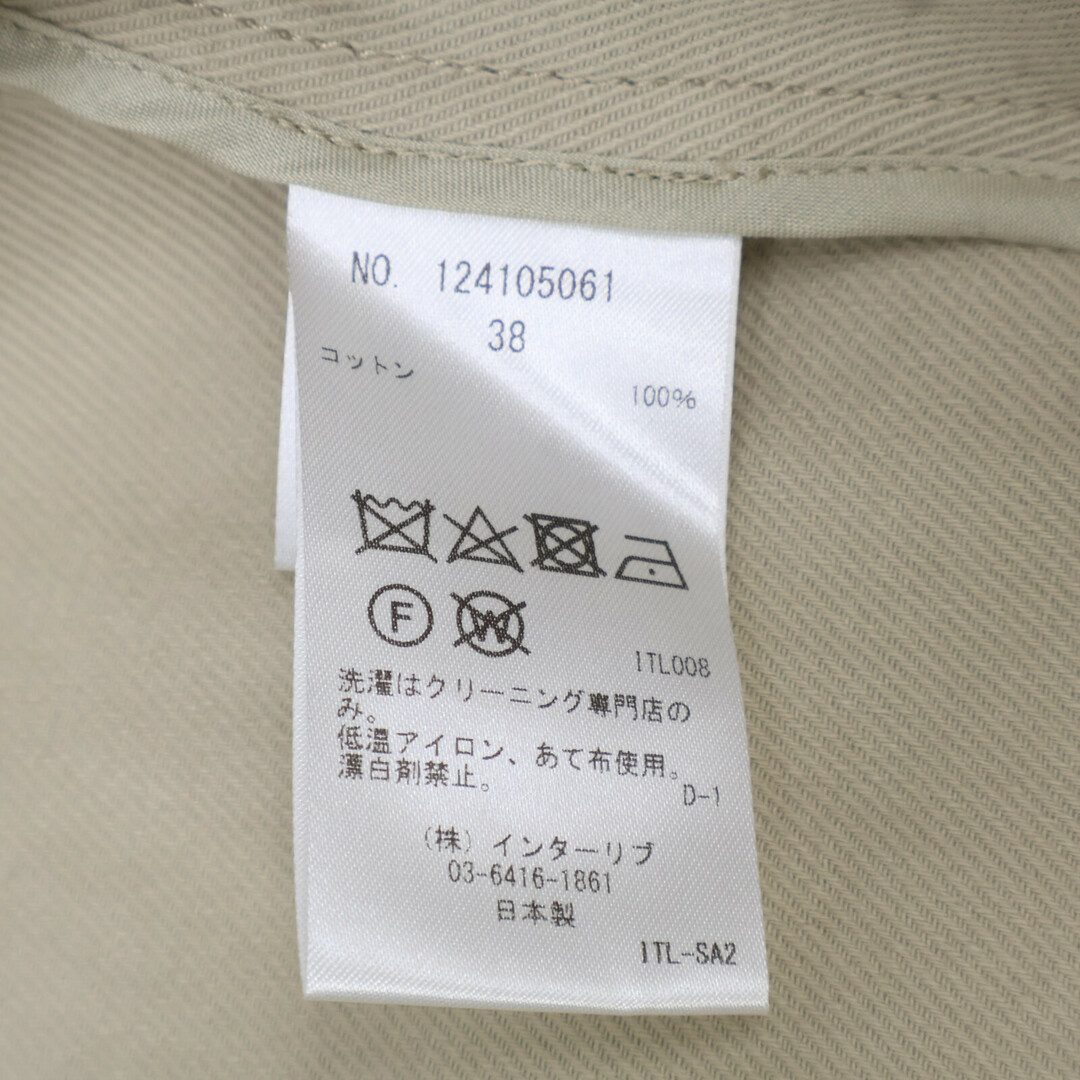 NO. 124105061
38
コットン
100%
F W
ITL008
洗濯はクリーニング専門店の
み。
低温アイロン、あて布使用。
漂白剤禁止。
D-1
(株) インターリブ
03-6416-1861
日本製
ITL-SA2